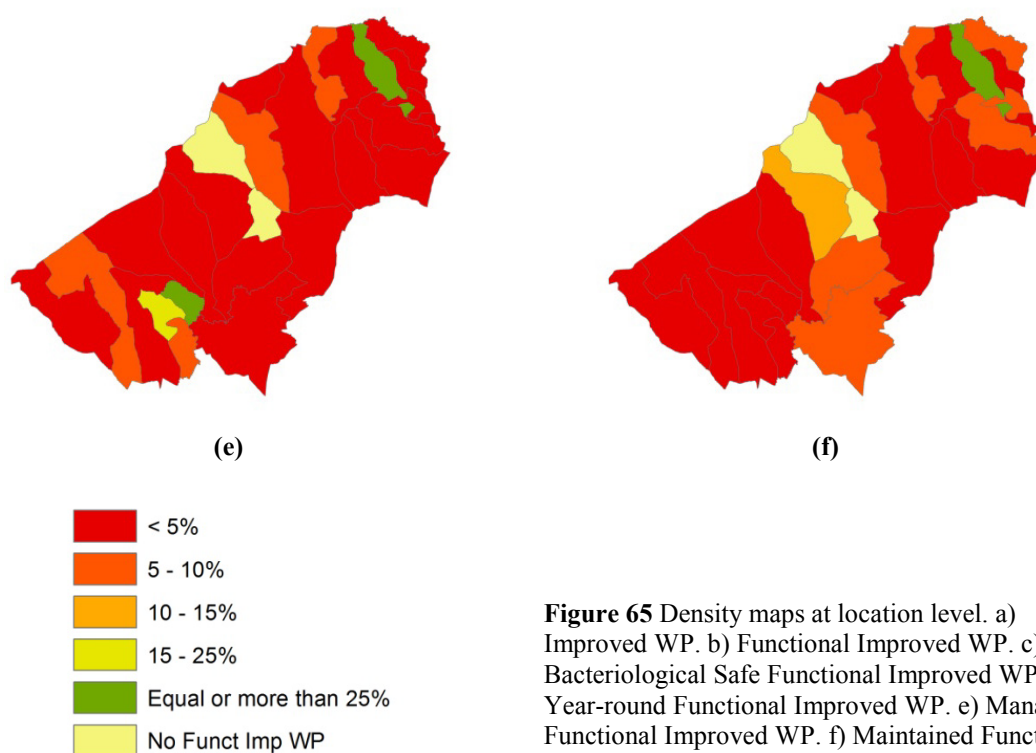 (e)
(f)
< 5%
5 - 10%
10 - 15%
15 - 25%
Equal or more than 25%
No Funct Imp WP
Figure 65 Density maps at location level. a)
Improved WP. b) Functional Improved WP. c)
Bacteriological Safe Functional Improved WP
Year-round Functional Improved WP. e)
Functional Improved WP. f) Maintained